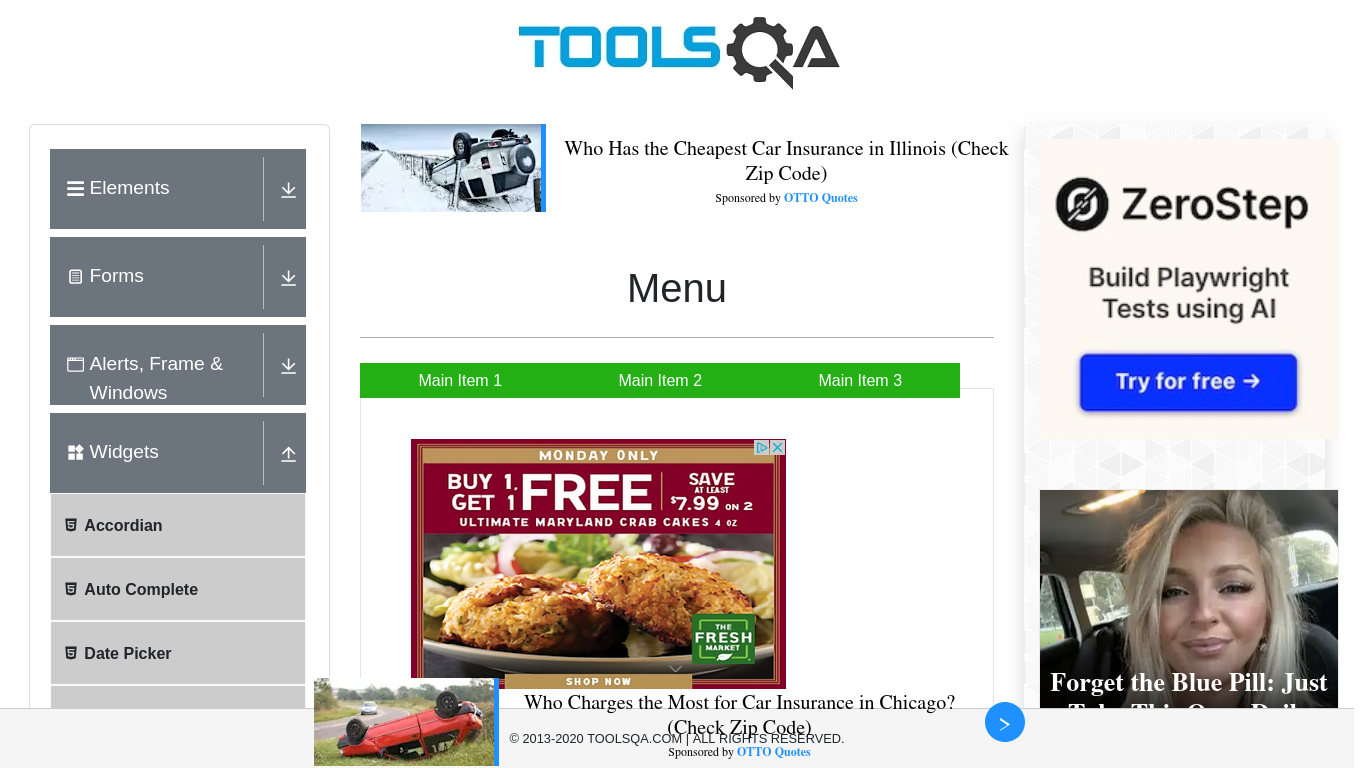 TOOLSQA
Elements
Forms
Alerts, Frame &
Windows
Widgets
Accordian
Auto Complete
Date Picker
Who Has the Cheapest Car Insurance in Illinois (Check
Zip Code)
Sponsored by OTTO Quotes
Menu
Main Item 1
Main Item 2
Main Item 3
MONDAY ONLY
BUY 1,
GET 1
FREE
SAVE
AT LEAST
$7.99 ON 2
ULTIMATE MARYLAND CRAB CAKES 4 OZ
THE
FRESH
MARKET
SHOP NOW
Who Charges the Most for Car Insurance in Chicago?
(Check Zip Code)
Sponsored by OTTO Quotes
© 2013-2020 TOOLSQA.COM | ALL RIGHTS RESERVED.
ZeroStep
Build Playwright
Tests using AI
Try for free →
Forget the Blue Pill: Just